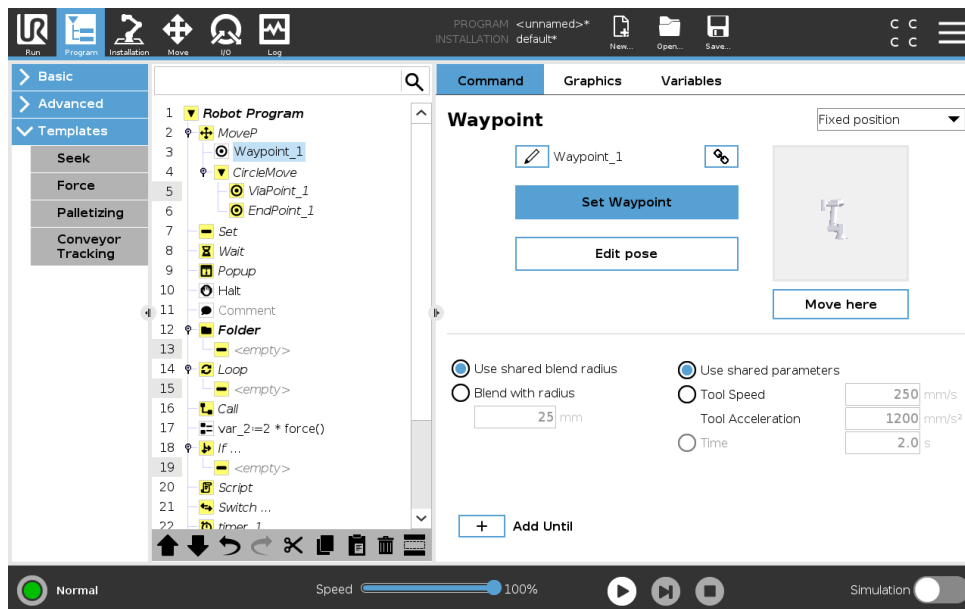 PROGRAM <unnamed>*
INSTALLATION default*
Run
Program
Installation
Move
I/O
Log
New...
Open...
Save...
C C
C C
Basic
Advanced
Templates
Seek
Force
Palletizing
Conveyor
Tracking
1 Robot Program
2 MoveP
3 Waypoint_1
4 CircleMove
5 ViaPoint_1
6 EndPoint_1
7 Set
8 Wait
9 Popup
10 Halt
11 Comment
12 Folder
13 <empty>
14 Loop
15 <empty>
16 Call
17 var_2:=2 * force()
18 If ...
19 <empty>
20 Script
21 Switch ...
22 timer_1
Command Graphics Variables
Waypoint
Fixed position
Waypoint_1
Set Waypoint
Edit pose
Move here
Use shared blend radius
Blend with radius
25 mm
Use shared parameters
Tool Speed 250 mm/s
Tool Acceleration 1200 mm/s²
Time 2.0 s
+ Add Until
Normal
Speed 100%
Simulation